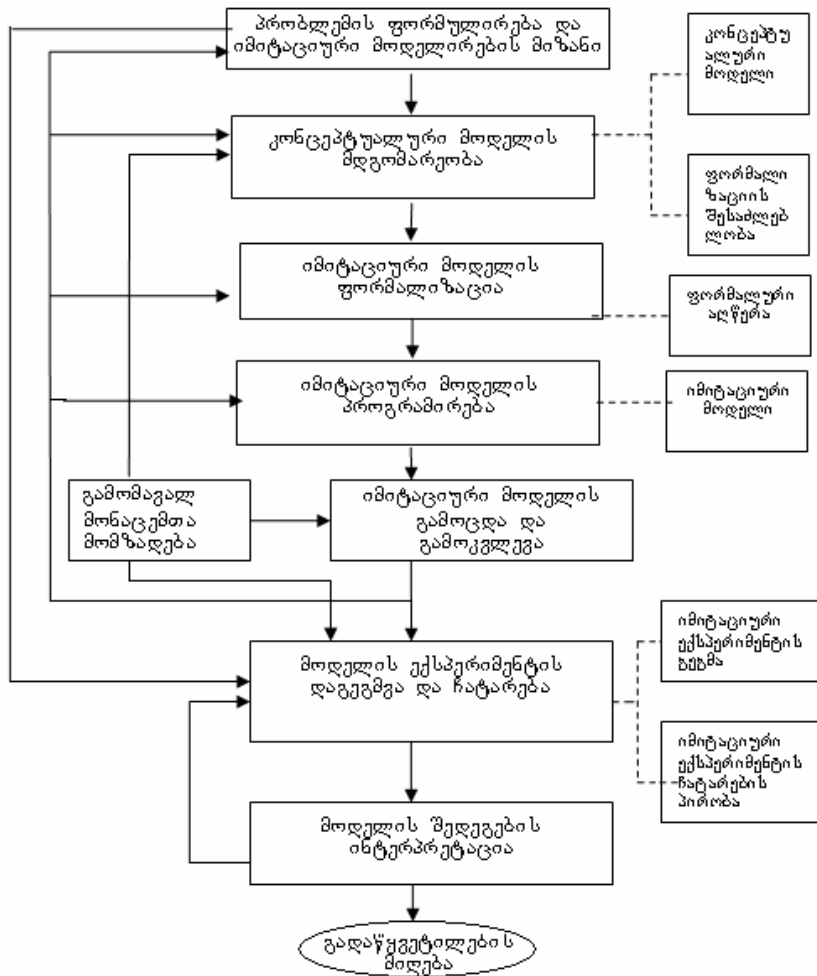 პრობლემის ფორმულირება და
იმიტაციური მოდელირების მიზანი
კონცეპტუ
ალური
მოდელი
კონცეპტუალური მოდელის
მდგომარეობა
ფორმალი
ზაციის
შესაძლებ
ლობა
იმიტაციური მოდელის
ფორმალიზაცია
ფორმალური
აღწერა
იმიტაციური მოდელის
პროგრამირება
იმიტაციური
მოდელი
გამომავალ
მონაცემთა
მომზადება
იმიტაციური მოდელის
გამოცდა და
გამოკვლევა
იმიტაციური
ექსპერიმენტის
გეგმა
მოდელის ექსპერიმენტის
დაგეგმვა და ჩატარება
იმიტაციური
ექსპერიმენტის
ჩატარების
პირობა
მოდელის შედეგების
ინტერპრეტაცია
გადაწყვეტილების
მიღება